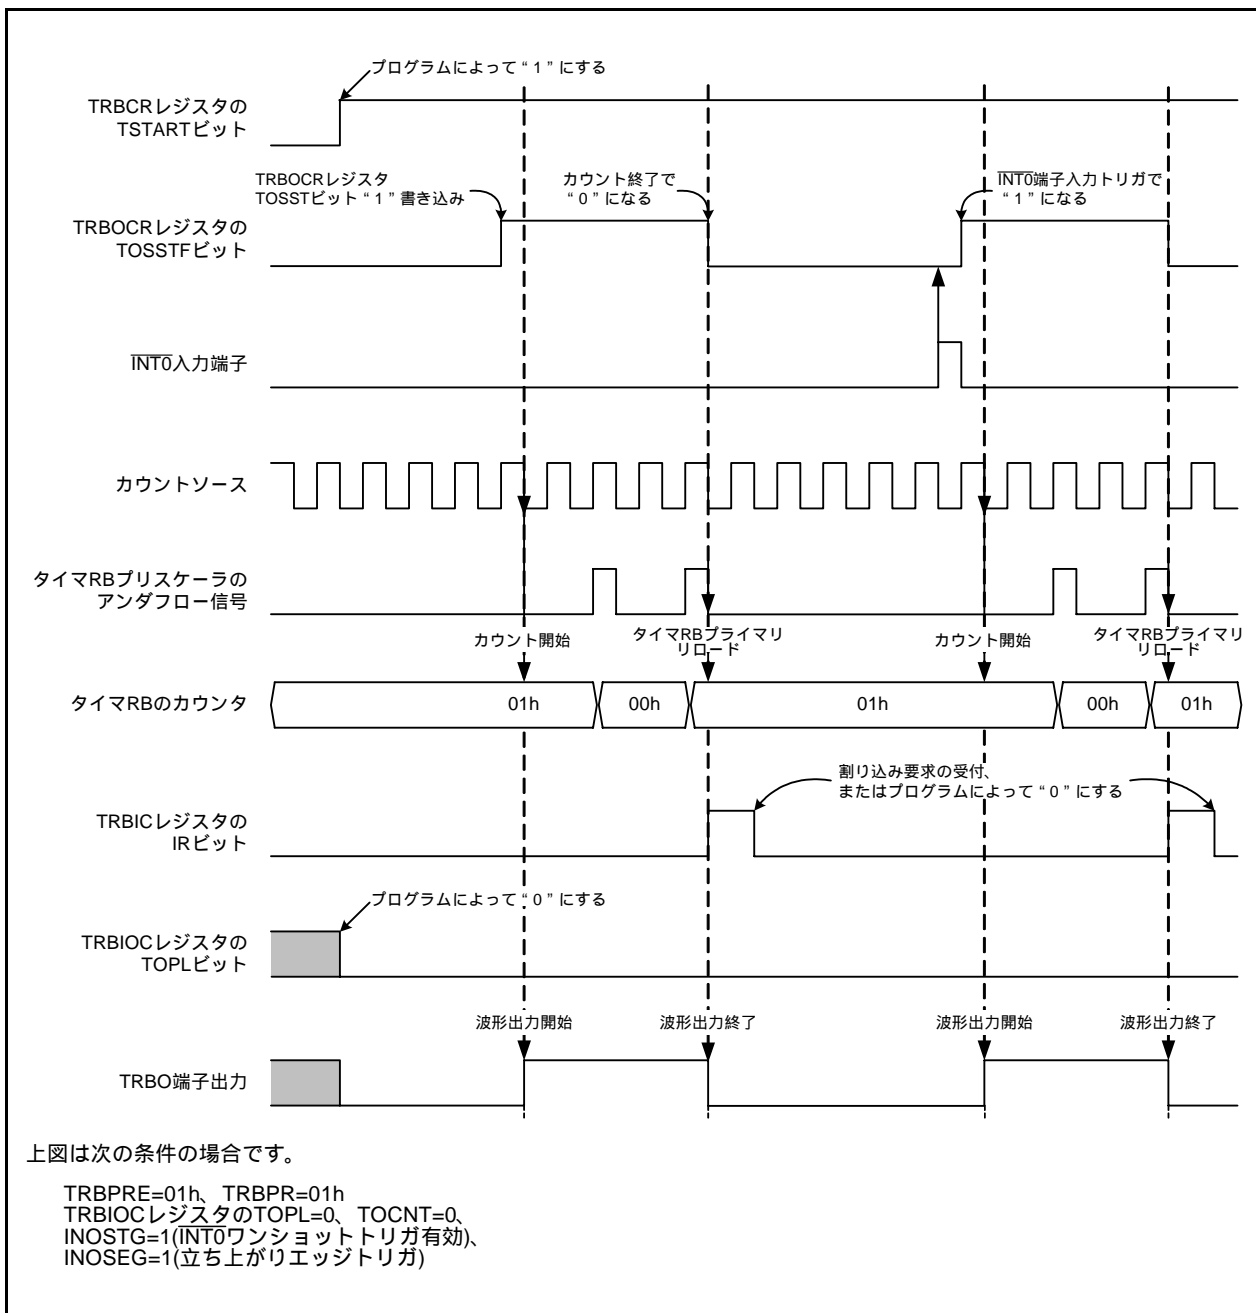 プログラムによって“1”にする
TRBCRレジスタの
TSTARTビット
TRBOCRレジスタ
TOSSTビット“1”書き込み
カウント終了で
“0”になる
INT0端子入力トリガで
“1”になる
TRBOCRレジスタの
TOSSTFビット
INT0入力端子
カウントソース
タイマRBプリスケーラの
アンダフロー信号
カウント開始
タイマRBプライマリ
リロード
カウント開始
タイマRBプライマリ
リロード
タイマRBのカウンタ
01h
00h
01h
00h
01h
割り込み要求の受付、
またはプログラムによって“0”にする
TRBICレジスタの
IRビット
プログラムによって“0”にする
TRBIOCレジスタの
TOPLビット
波形出力開始
波形出力終了
波形出力開始
波形出力終了
TRBO端子出力
上図は次の条件の場合です。
TRBPRE=01h、TRBPR=01h
TRBIOCレジスタのTOPL=0、TOCNT=0、
INOSTG=1(INT0ワンショットトリガ有効)、
INOSEG=1(立ち上がりエッジトリガ)